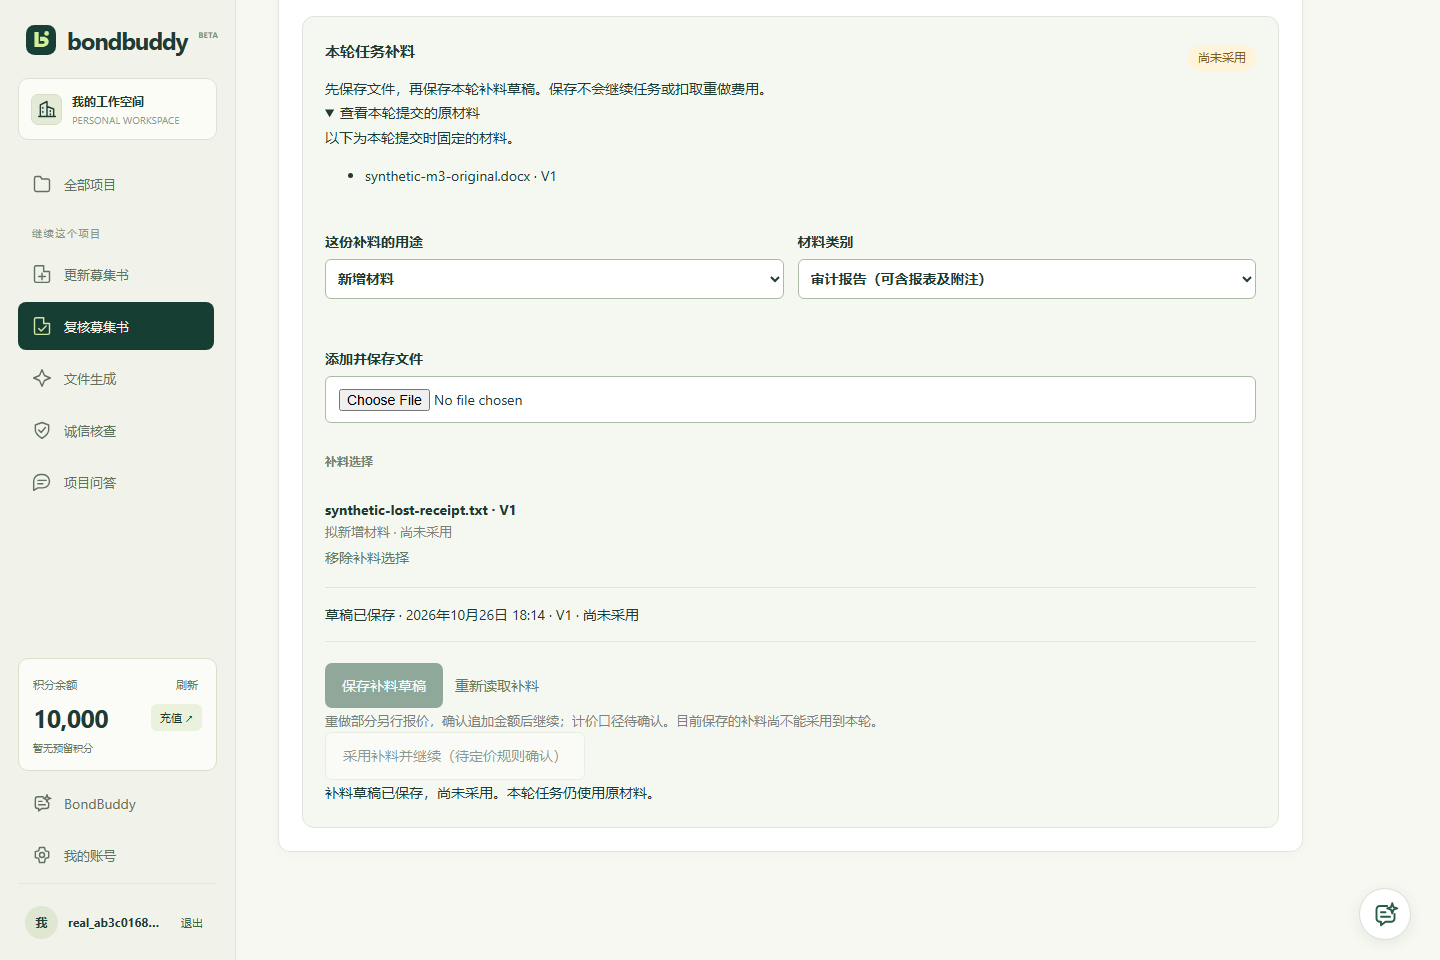 bondbuddy BETA
我的工作空间
PERSONAL WORKSPACE
全部项目
继续这个项目
更新募集书
复核募集书
文件生成
诚信核查
项目问答
积分余额 刷新
10,000 充值 ↗
暂无预留积分
BondBuddy
我的账号
我 real_ab3c0168... 退出
本轮任务补料 尚未采用
先保存文件，再保存本轮补料草稿。保存不会继续任务或扣取重做费用。
▼ 查看本轮提交的原材料
以下为本轮提交时固定的材料。
• synthetic-m3-original.docx · V1
这份补料的用途 材料类别
新增材料 审计报告（可含报表及附注）
添加并保存文件
Choose File No file chosen
补料选择
synthetic-lost-receipt.txt · V1
拟新增材料 · 尚未采用
移除补料选择
草稿已保存 · 2026年10月26日 18:14 · V1 · 尚未采用
保存补料草稿 重新读取补料
重做部分另行报价，确认追加金额后继续；计价口径待确认。目前保存的补料尚不能采用到本轮。
采用补料并继续（待定价规则确认）
补料草稿已保存，尚未采用。本轮任务仍使用原材料。